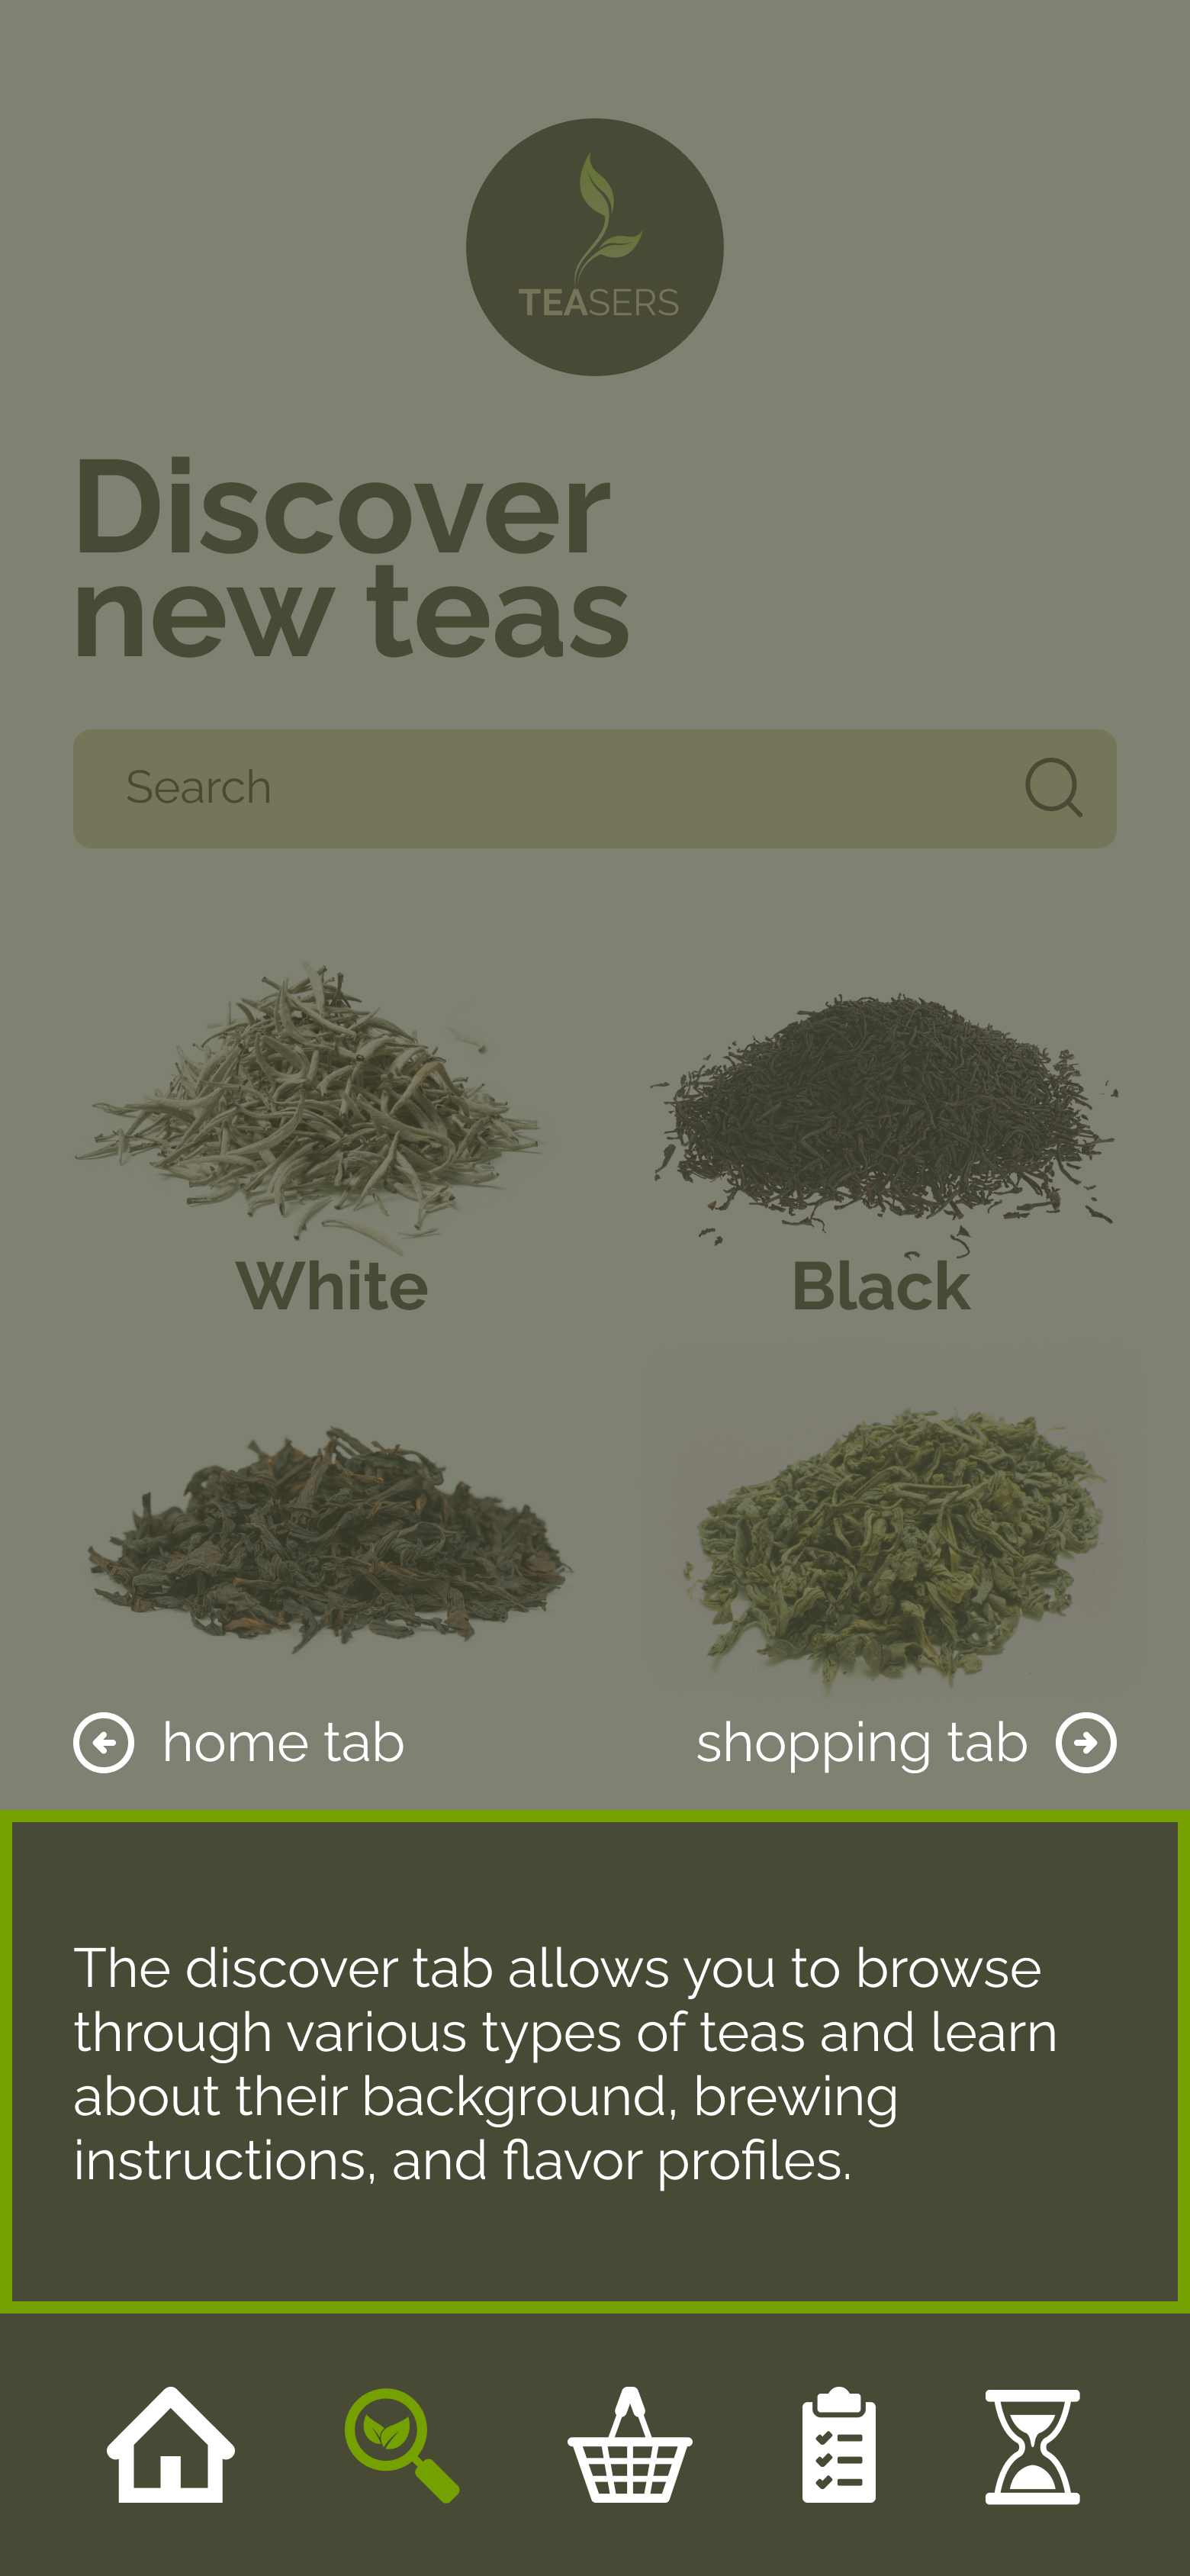 TEASERS
Discover
new teas
Search
White
Black
home tab
shopping tab
The discover tab allows you to browse
through various types of teas and learn
about their background, brewing
instructions, and flavor profiles.